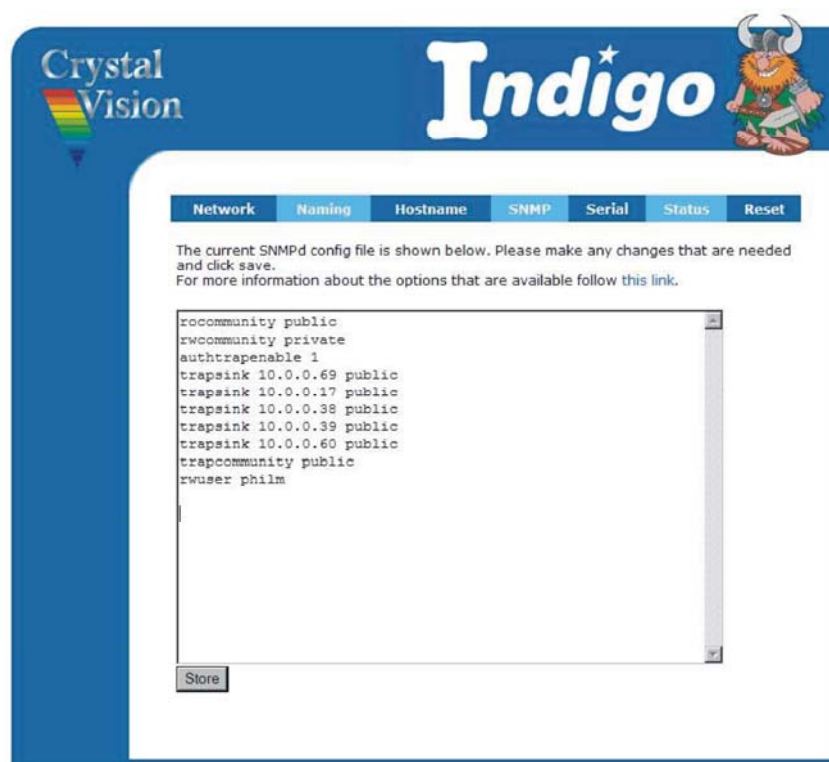 Crystal
Vision
Indigo
Network Naming Hostname SNMP Serial Status Reset
The current SNMPd config file is shown below. Please make any changes that are needed
and click save.
For more information about the options that are available follow this link.
rocommunity public
rwcommunity private
authtrapenable 1
trapsink 10.0.0.69 public
trapsink 10.0.0.17 public
trapsink 10.0.0.38 public
trapsink 10.0.0.39 public
trapsink 10.0.0.60 public
trapcommunity public
rwuser philm
Store